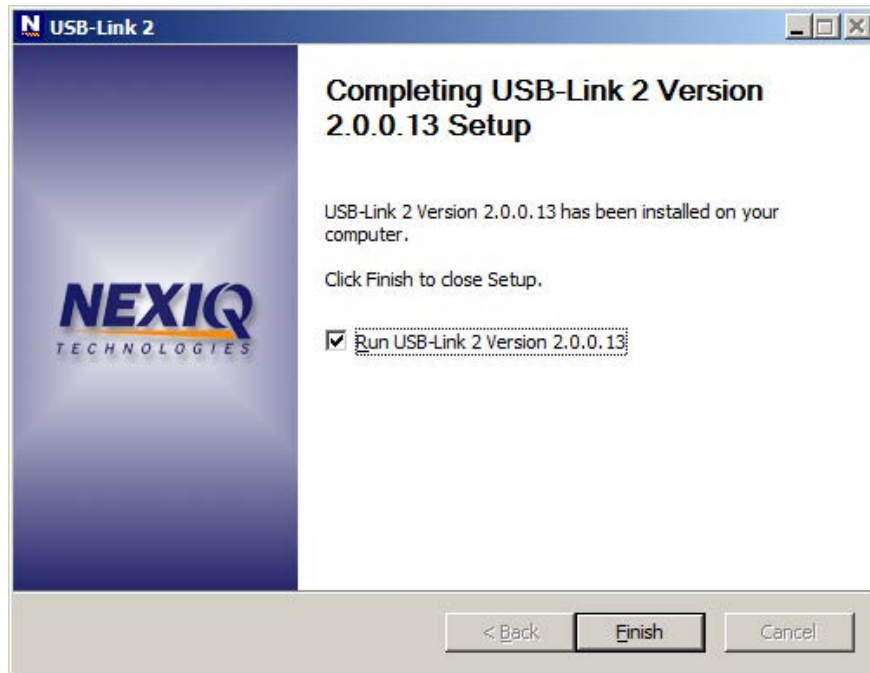 USB-Link 2
Completing USB-Link 2 Version
2.0.0.13 Setup
USB-Link 2 Version 2.0.0.13 has been installed on your
computer.
Click Finish to close Setup.
NEXIQ
TECHNOLOGIES
Run USB-Link 2 Version 2.0.0.13
< Back Finish Cancel